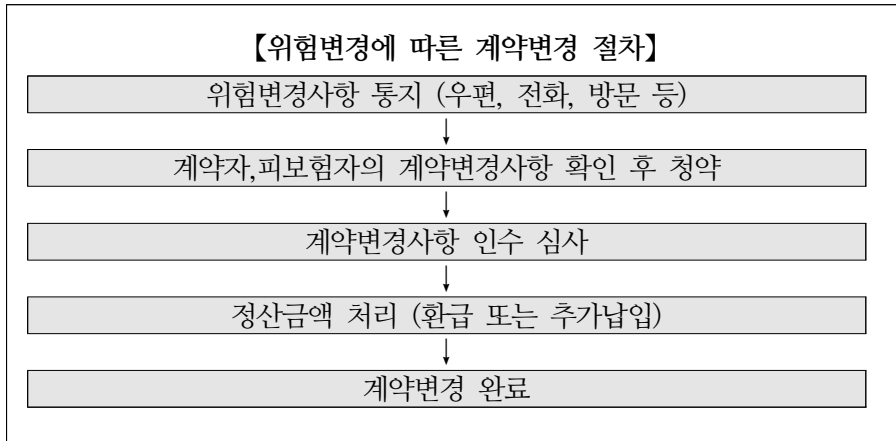 【위험변경에 따른 계약변경 절차】
위험변경사항 통지 (우편, 전화, 방문 등)
계약자,피보험자의 계약변경사항 확인 후 청약
계약변경사항 인수 심사
정산금액 처리 (환급 또는 추가납입)
계약변경 완료